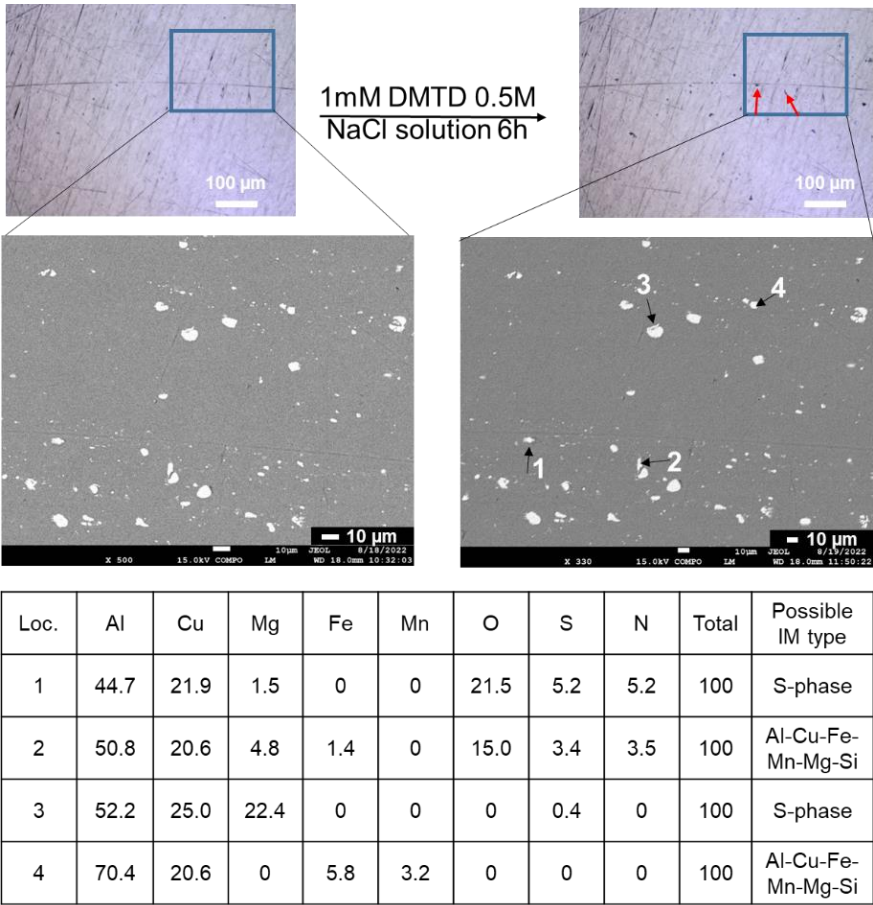 1mM DMTD 0.5M
NaCl solution 6h
100 µm
100 µm
3
4
1
2
10 µm
10µm JEOL 8/18/2022
X 500 15.0kV COMPO LM WD 18.0mm 10:32:03
10 µm
10µm JEOL 8/19/2022
X 330 15.0kV COMPO LM WD 18.0mm 11:50:22
Loc. Al Cu Mg Fe Mn O S N Total Possible IM type
1 44.7 21.9 1.5 0 0 21.5 5.2 5.2 100 S-phase
2 50.8 20.6 4.8 1.4 0 15.0 3.4 3.5 100 Al-Cu-Fe-
Mn-Mg-Si
3 52.2 25.0 22.4 0 0 0 0.4 0 100 S-phase
4 70.4 20.6 0 5.8 3.2 0 0 0 100 Al-Cu-Fe-
Mn-Mg-Si